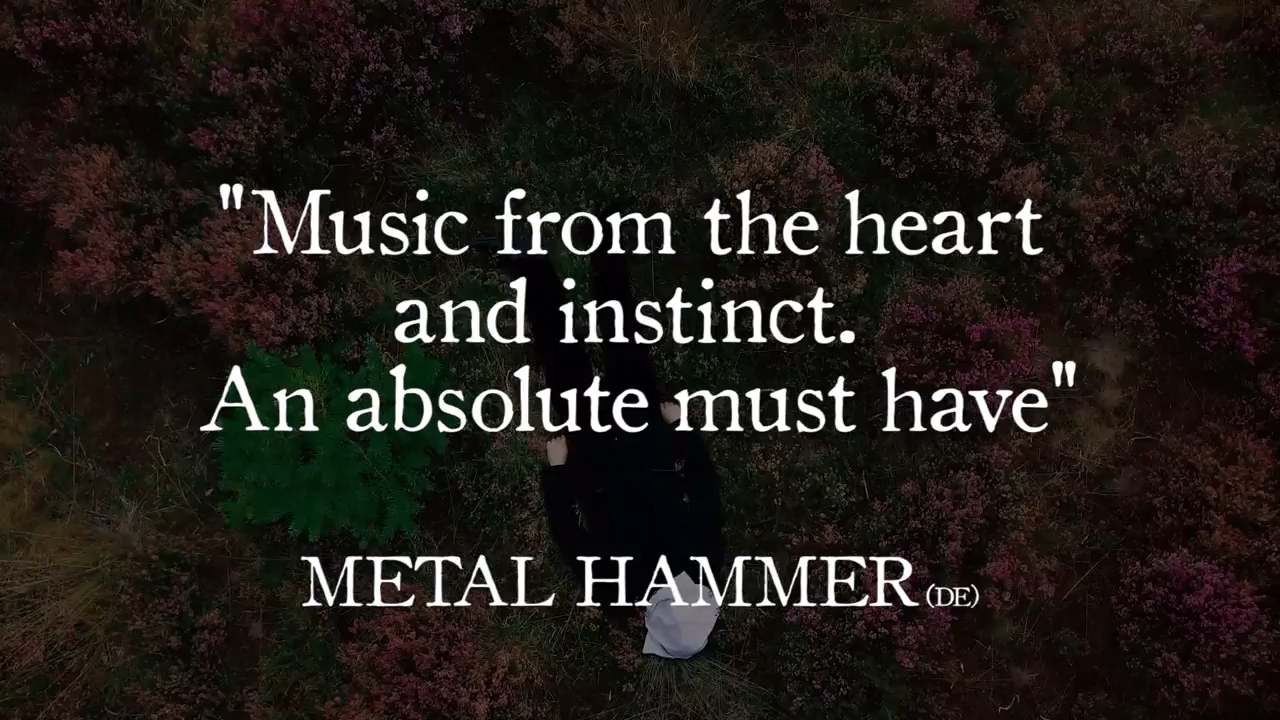 "Music from the heart
and instinct.
An absolute must have"
METAL HAMMER (DE)